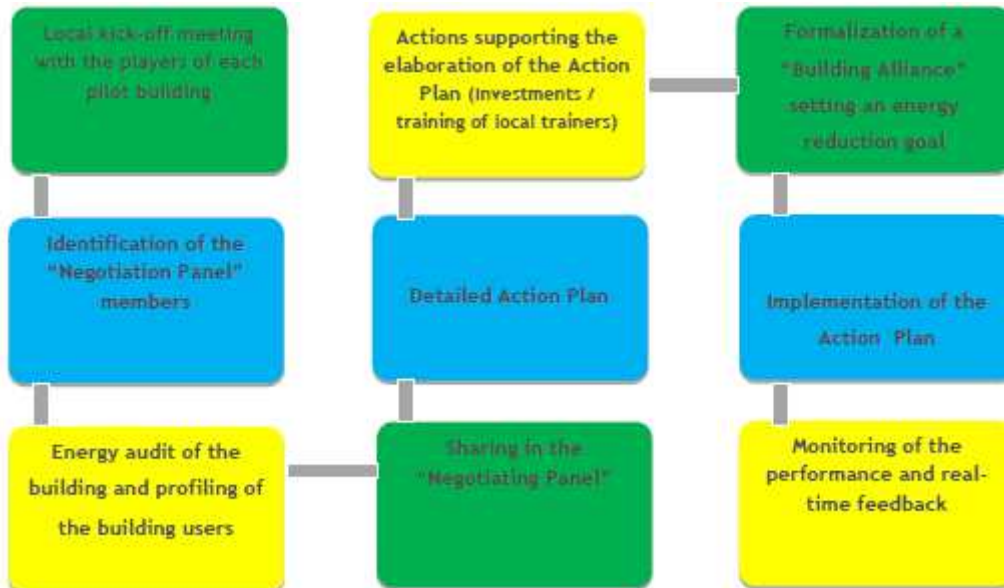 Local kick-off meeting
with the players of each
pilot building
Identification of the
"Negotiation Panel"
members
Energy audit of the
building and profiling of
the building users
Sharing in the
"Negotiating Panel"
Detailed Action Plan
Actions supporting the
elaboration of the Action
Plan (Investments /
training of local trainers)
Formalization of a
"Building Alliance"
setting an energy
reduction goal
Implementation of the
Action Plan
Monitoring of the
performance and real-
time feedback